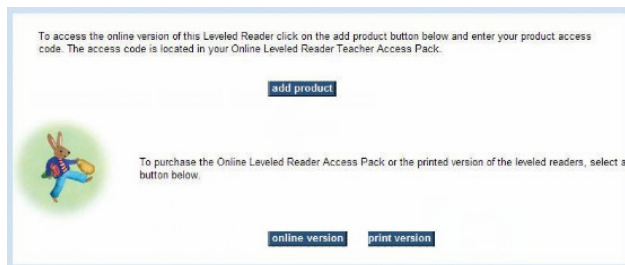 To access the online version of this Leveled Reader click on the add product button below and enter your product access
code. The access code is located in your Online Leveled Reader Teacher Access Pack.
add product
To purchase the Online Leveled Reader Access Pack or the printed version of the leveled readers, select a
button below.
online version print version